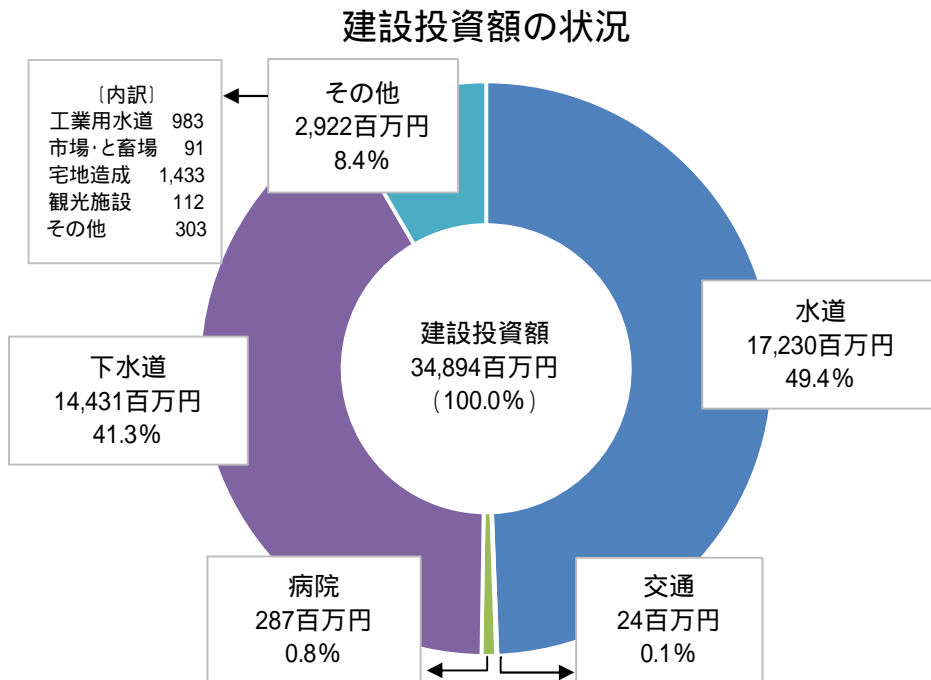 建設投資額の状況
〔内訳〕
工業用水道 983
市場・と畜場 91
宅地造成 1,433
観光施設 112
その他 303
その他
2,922百万円
8.4%
水道
17,230百万円
49.4%
建設投資額
34,894百万円
(100.0%)
下水道
14,431百万円
41.3%
病院
287百万円
0.8%
交通
24百万円
0.1%